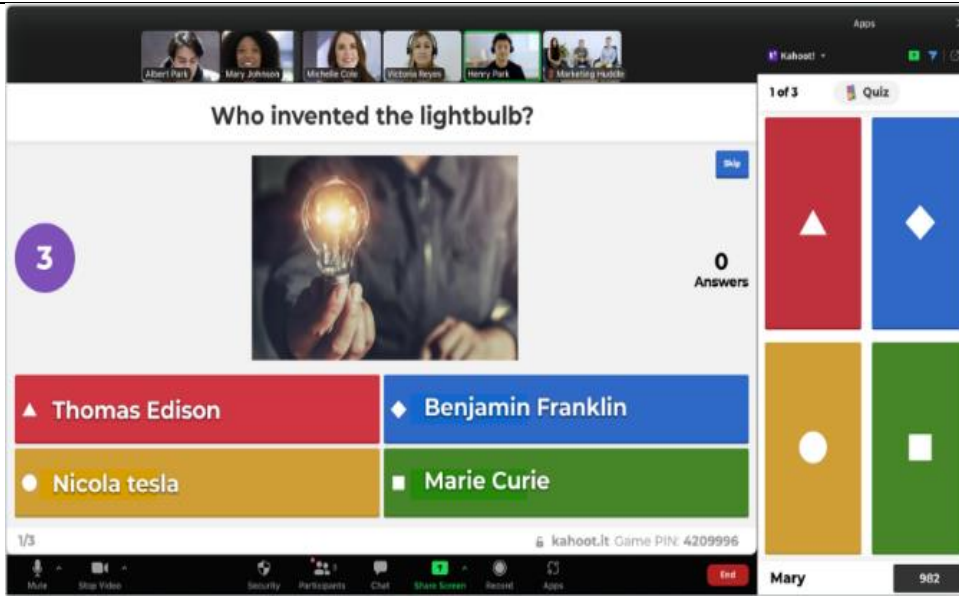 Apps
Albert Park
Mary Johnson
Michelle Cole
Victoria Reyes
Henry Park
Marketing Huddle
Kahoot!
1 of 3
Quiz
Who invented the lightbulb?
Skip
3
0
Answers
Thomas Edison
Benjamin Franklin
Nicola tesla
Marie Curie
1/3
kahoot.it Game PIN: 4209996
Mute
Stop Video
Security
Participants
Chat
Share Screen
Record
Apps
End
Mary
982